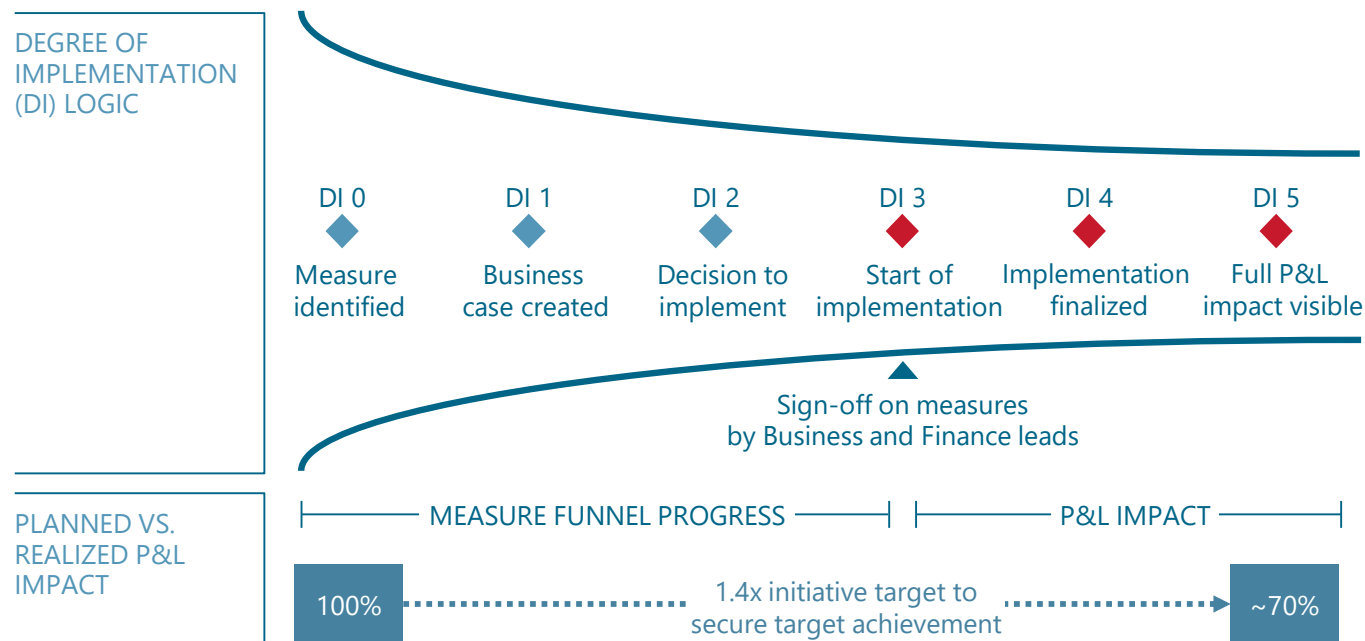 DEGREE OF
IMPLEMENTATION
(DI) LOGIC
DI 0
Measure
identified
DI 1
Business
case created
DI 2
Decision to
implement
DI 3
Start of
implementation
DI 4
Implementation
finalized
DI 5
Full P&L
impact visible
Sign-off on measures
by Business and Finance leads
PLANNED VS.
REALIZED P&L
IMPACT
MEASURE FUNNEL PROGRESS
P&L IMPACT
100%
1.4x initiative target to
secure target achievement
~70%